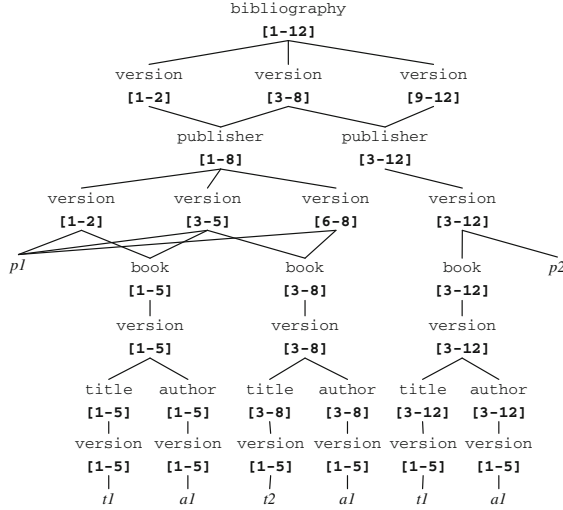 bibliography
[1-12]
version version version
[1-2] [3-8] [9-12]
publisher publisher
[1-8] [3-12]
version version version version
[1-2] [3-5] [6-8] [3-12]
p1 p2
book book book
[1-5] [3-8] [3-12]
version version version
[1-5] [3-8] [3-12]
title author title author title author
[1-5] [1-5] [3-8] [3-8] [3-12] [3-12]
version version version version version version
[1-5] [1-5] [1-5] [1-5] [1-5] [1-5]
t1 a1 t2 a1 t1 a1